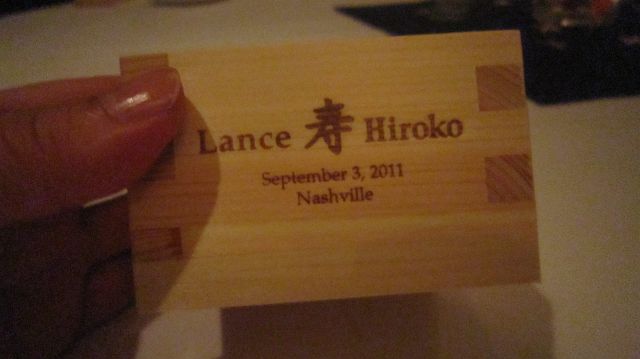 Lance 寿 Hiroko
September 3, 2011
Nashville